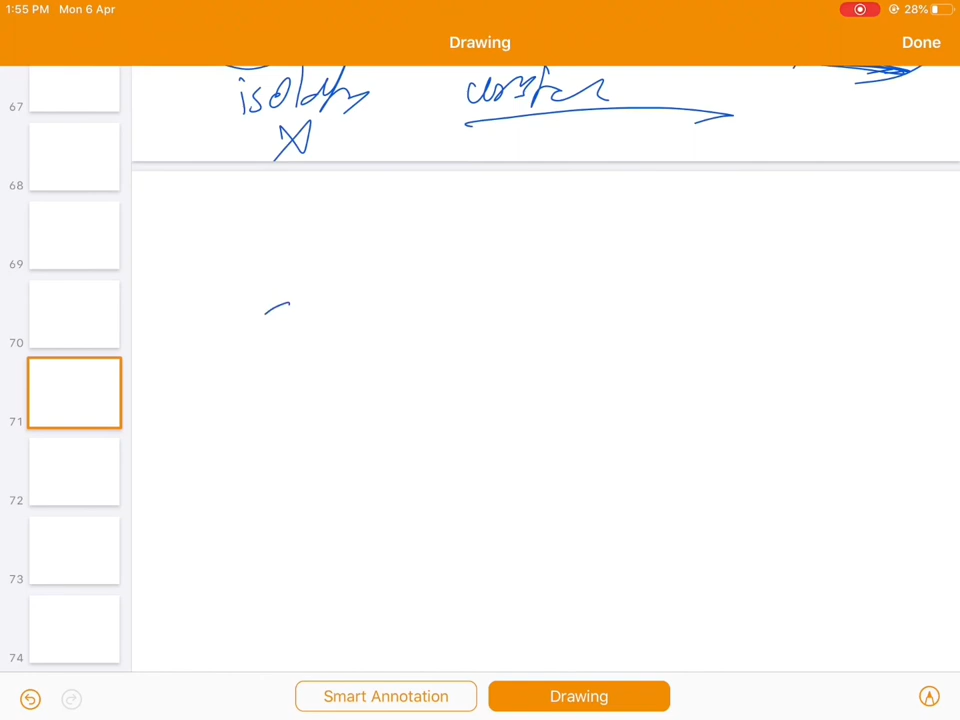 1:55 PM Mon 6 Apr 28%
Drawing Done
67
68
69
70
71
72
73
74
Smart Annotation Drawing